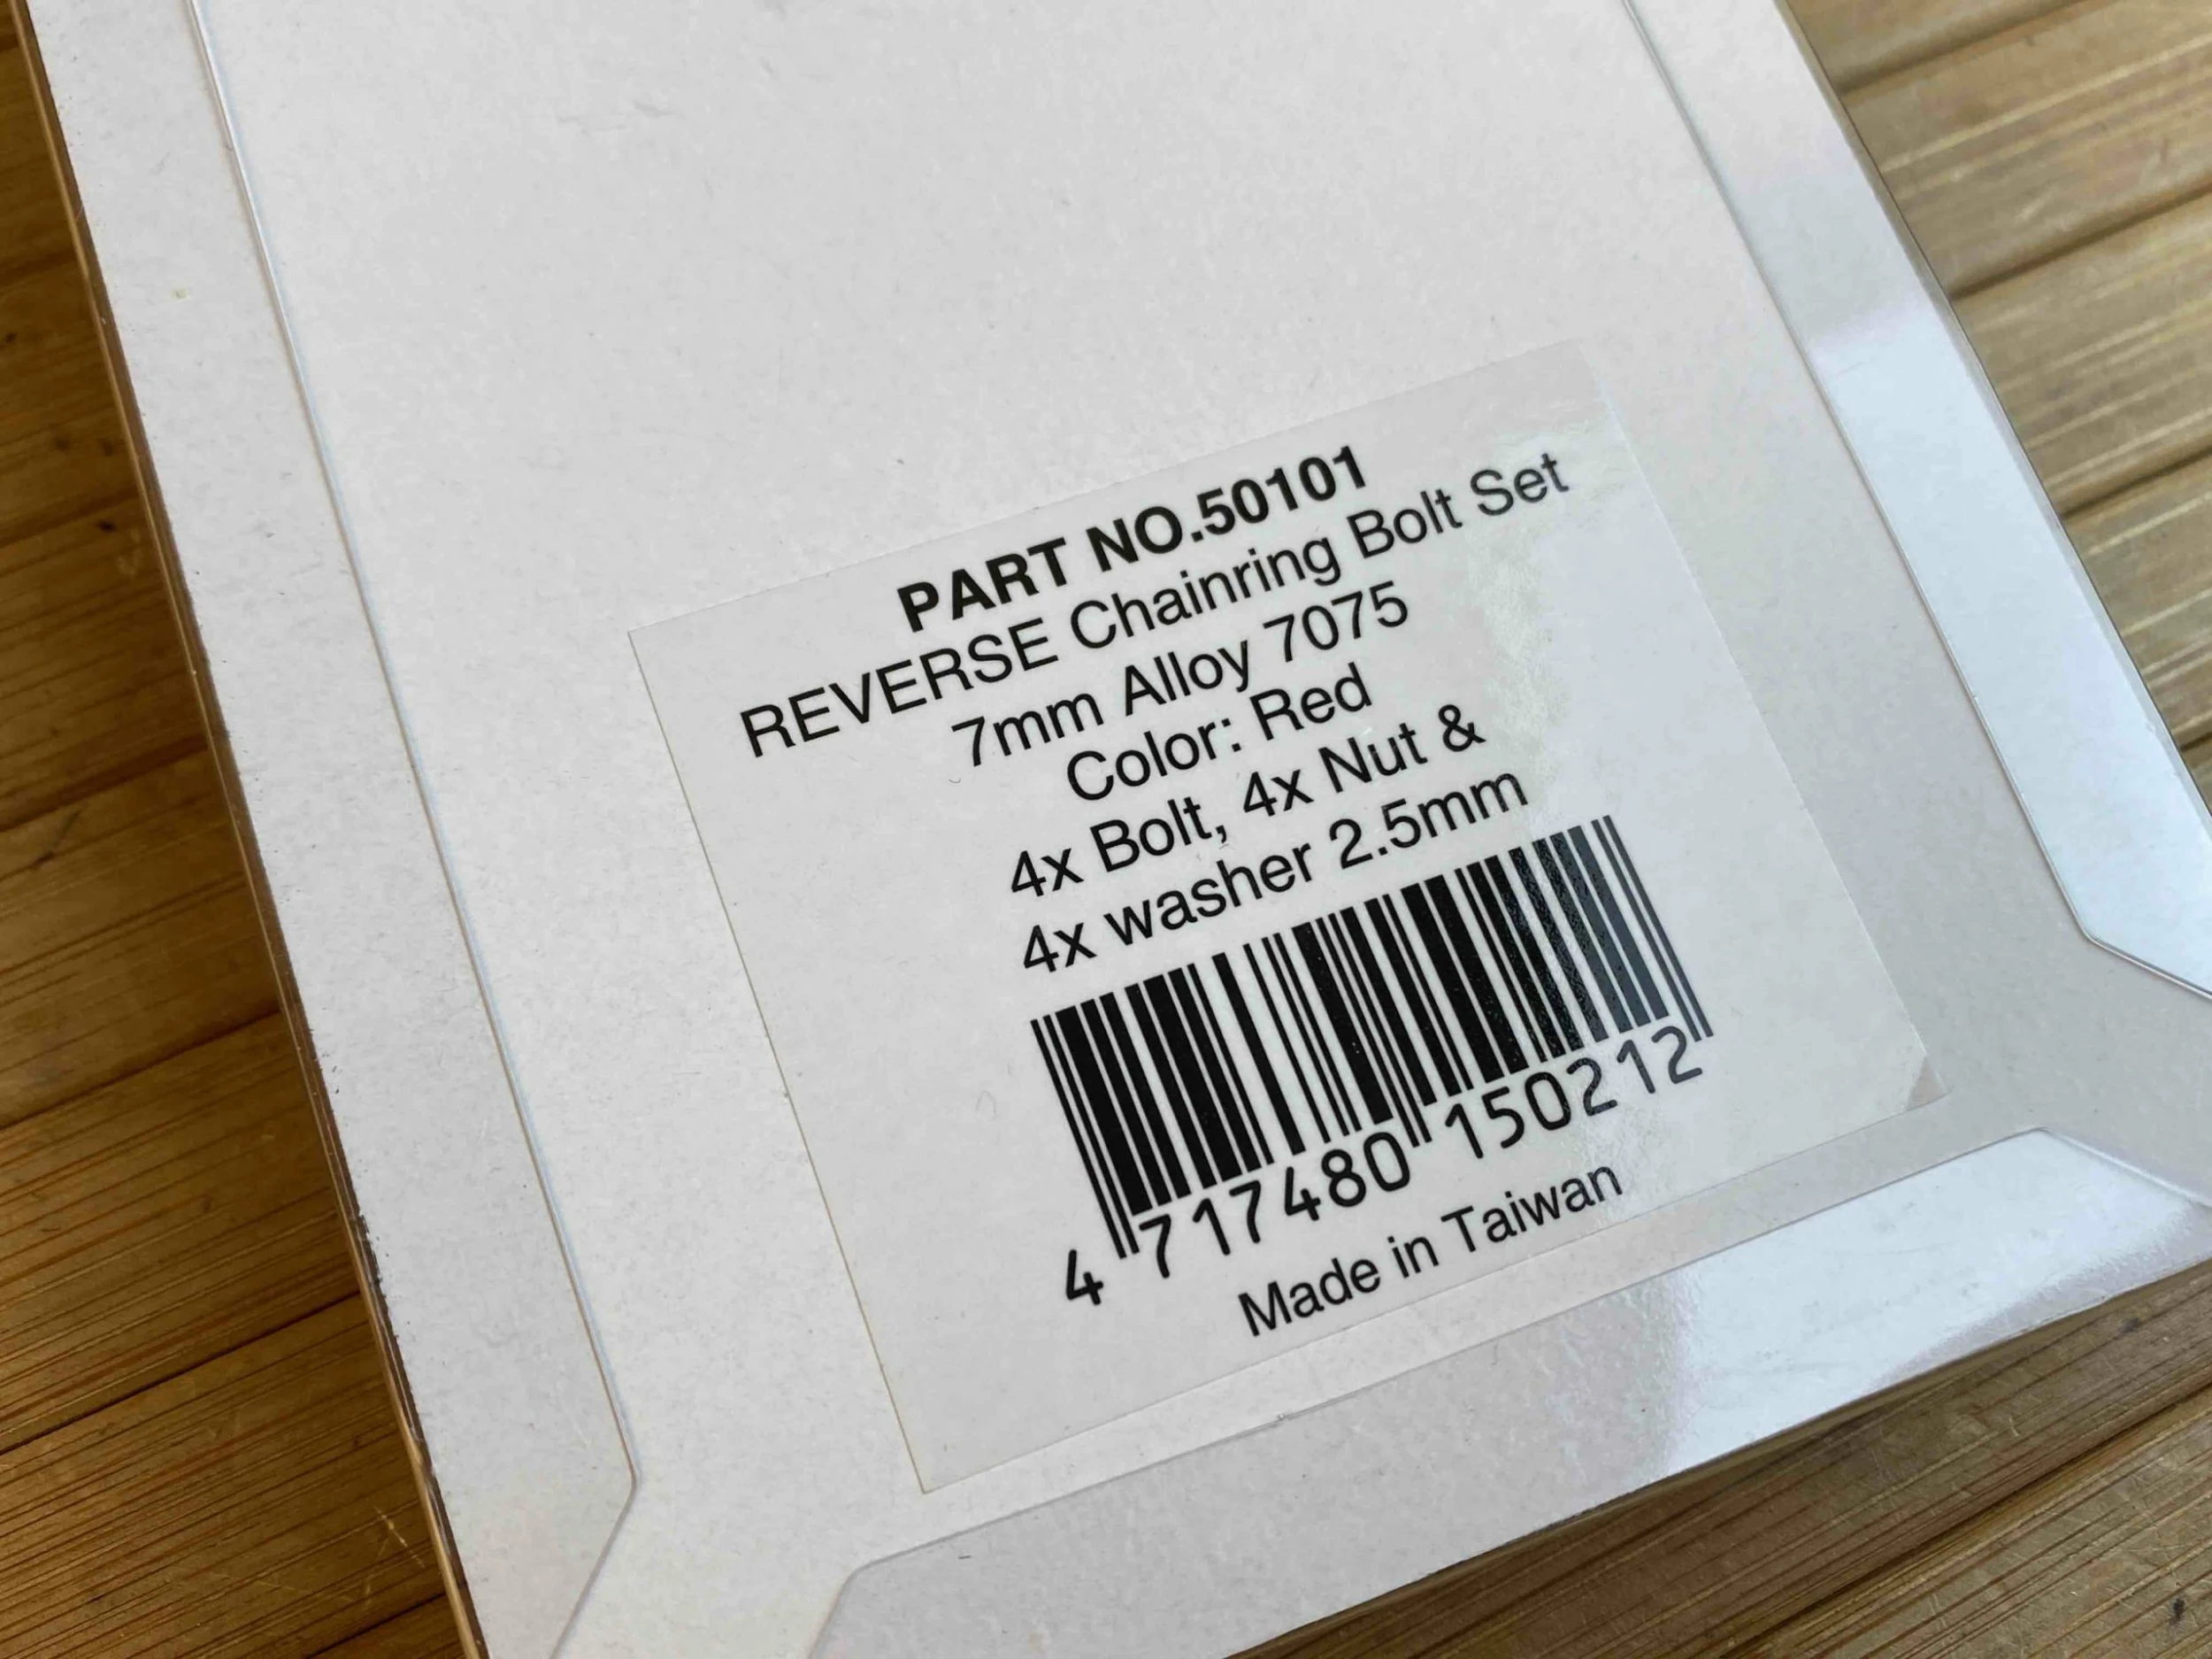 PART NO.50101
REVERSE Chainring Bolt Set
7mm Alloy 7075
Color: Red
4x Bolt, 4x Nut &
4x washer 2.5mm
4 717480 150212
Made in Taiwan